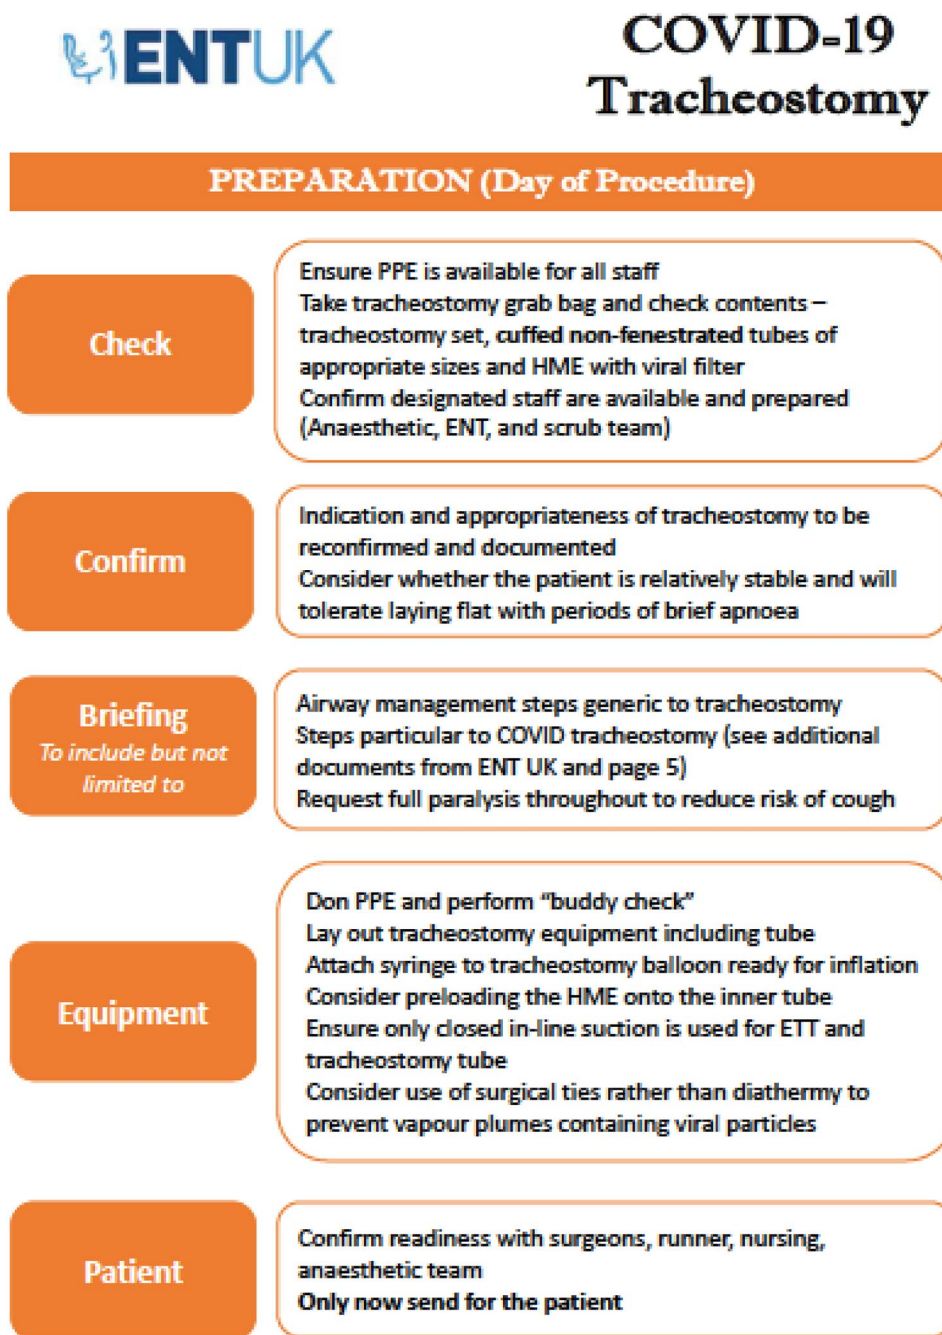 ENTUK
COVID-19
Tracheostomy
PREPARATION (Day of Procedure)
Check
Ensure PPE is available for all staff
Take tracheostomy grab bag and check contents –
tracheostomy set, cuffed non-fenestrated tubes of
appropriate sizes and HME with viral filter
Confirm designated staff are available and prepared
(Anaesthetic, ENT, and scrub team)
Confirm
Indication and appropriateness of tracheostomy to be
reconfirmed and documented
Consider whether the patient is relatively stable and will
tolerate laying flat with periods of brief apnoea
Briefing
To include but not
limited to
Airway management steps generic to tracheostomy
Steps particular to COVID tracheostomy (see additional
documents from ENT UK and page 5)
Request full paralysis throughout to reduce risk of cough
Equipment
Don PPE and perform “buddy check”
Lay out tracheostomy equipment including tube
Attach syringe to tracheostomy balloon ready for inflation
Consider preloading the HME onto the inner tube
Ensure only closed in-line suction is used for ETT and
tracheostomy tube
Consider use of surgical ties rather than diathermy to
prevent vapour plumes containing viral particles
Patient
Confirm readiness with surgeons, runner, nursing,
anaesthetic team
Only now send for the patient